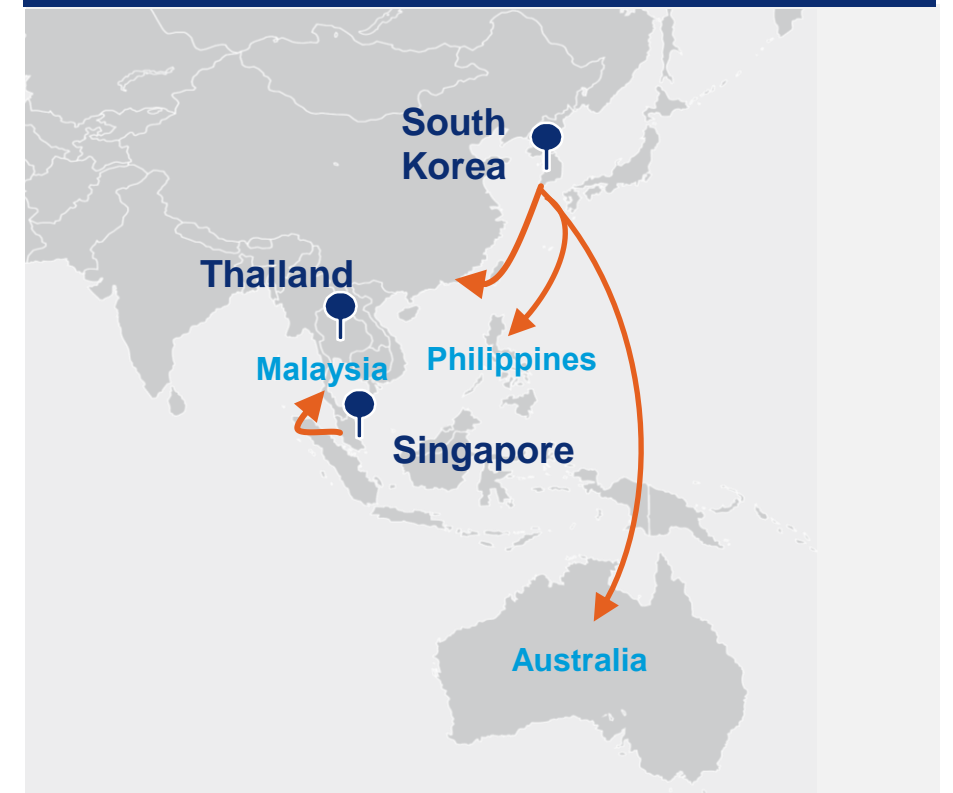 South
Korea
Thailand
Malaysia
Philippines
Singapore
Australia